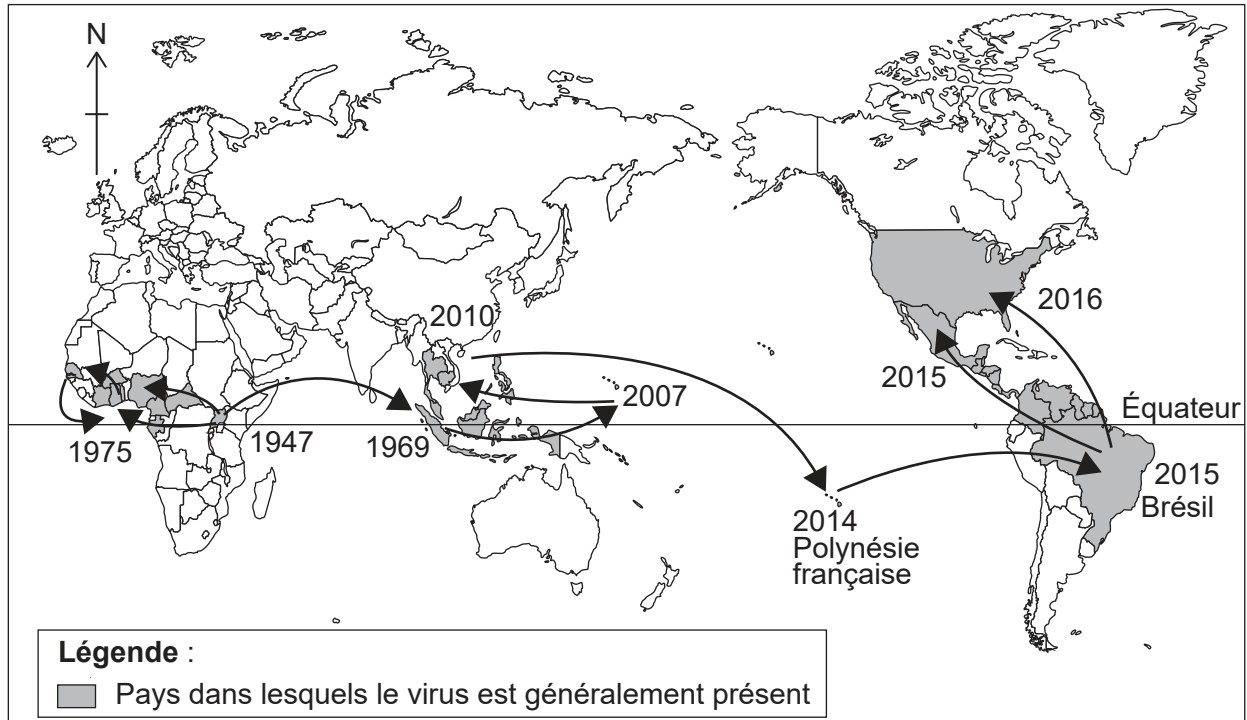 N
2010
2016
2007
2015
Équateur
1975
1947
1969
2015
Brésil
2014
Polynésie
française
Légende :
Pays dans lesquels le virus est généralement présent